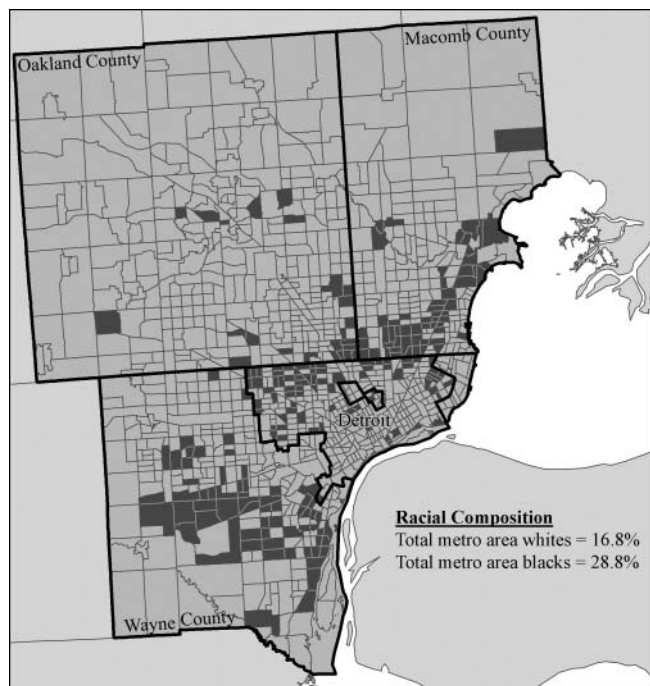 Oakland County
Macomb County
Detroit
Racial Composition
Total metro area whites = 16.8%
Total metro area blacks = 28.8%
Wayne County